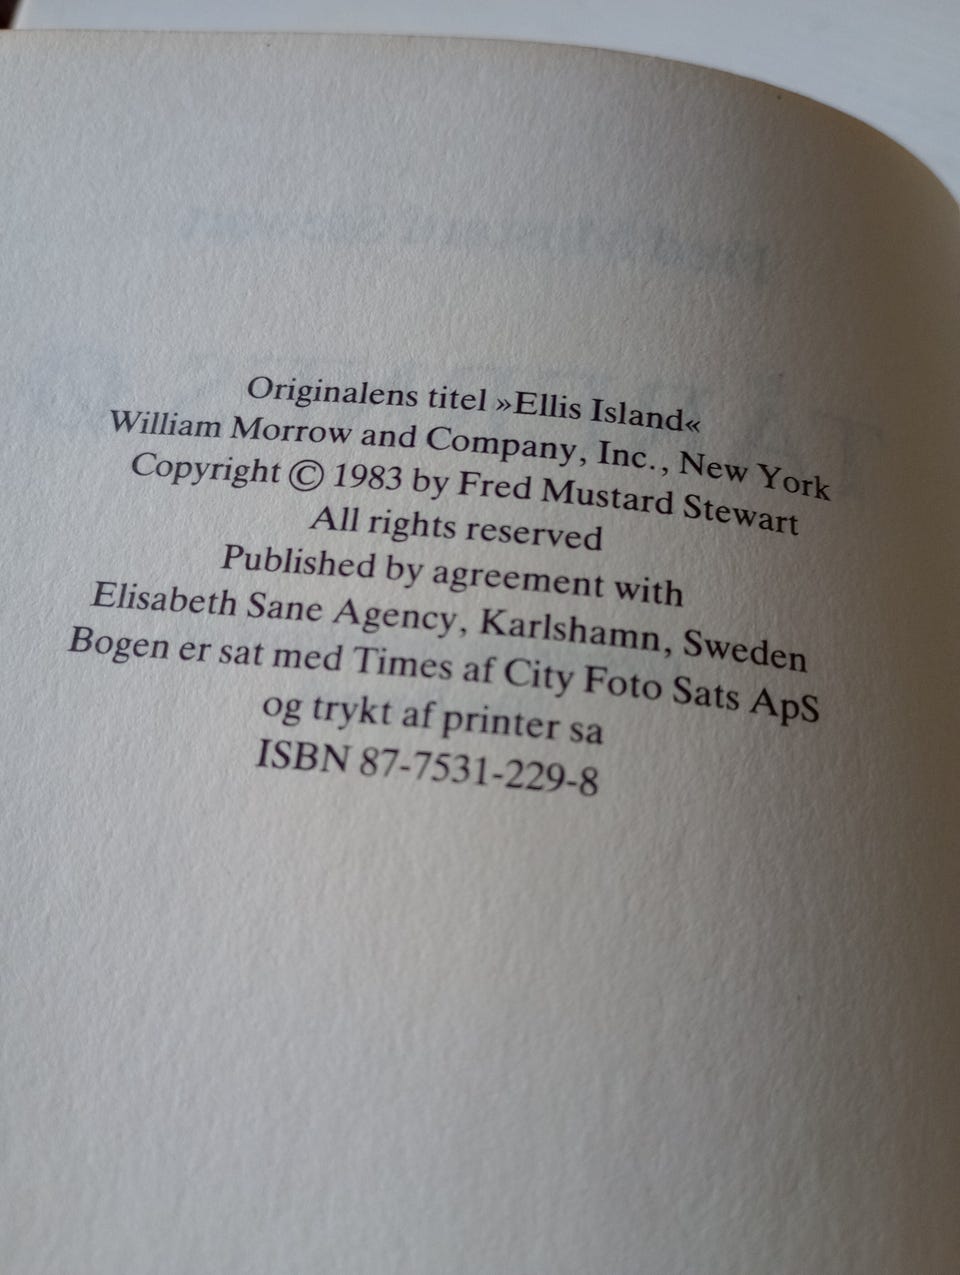 Originalens titel »Ellis Island«
William Morrow and Company, Inc., New York
Copyright © 1983 by Fred Mustard Stewart
All rights reserved
Published by agreement with
Elisabeth Sane Agency, Karlshamn, Sweden
Bogen er sat med Times af City Foto Sats ApS
og trykt af printer sa
ISBN 87-7531-229-8